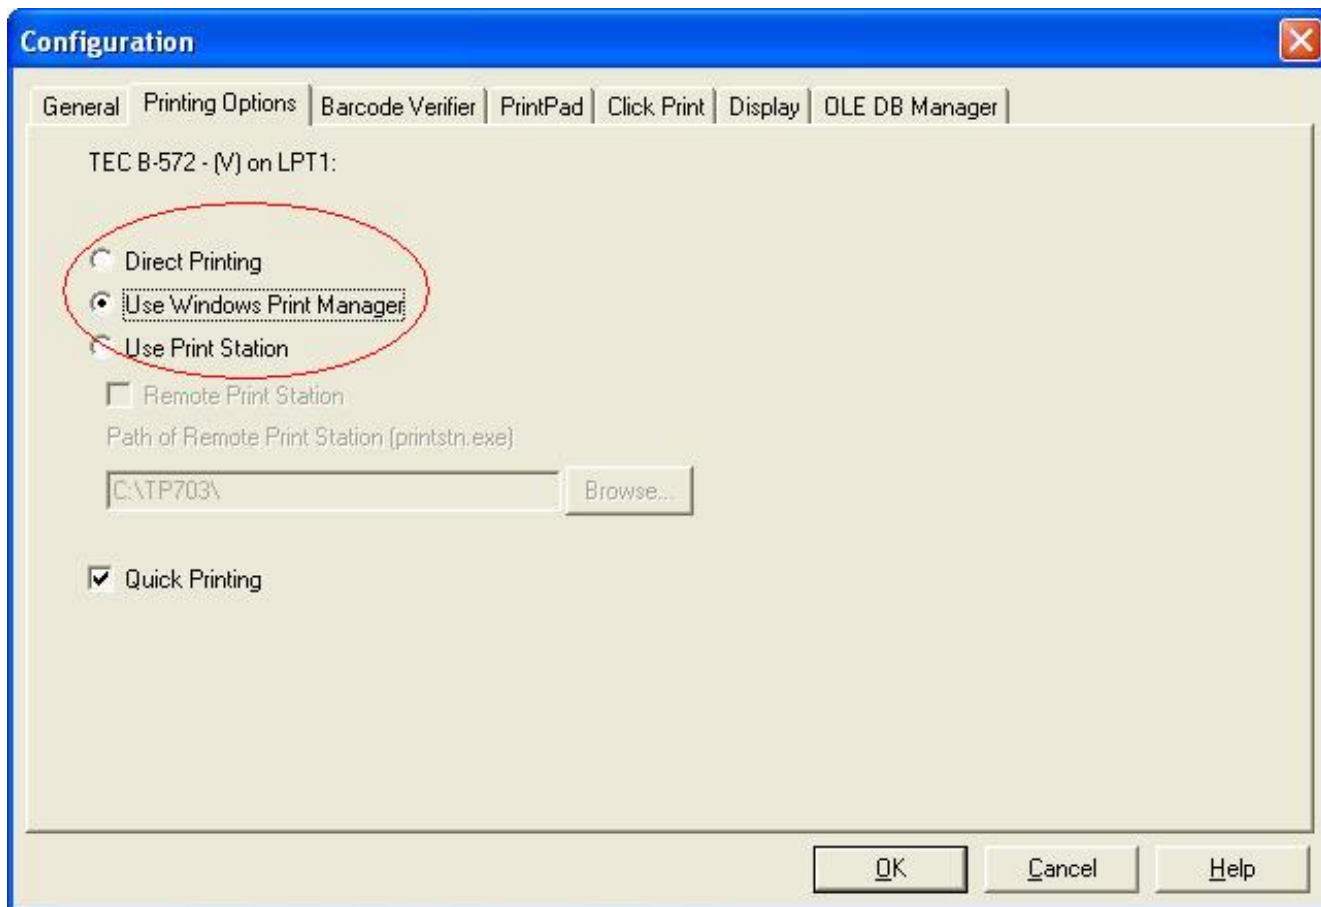 Configuration
General Printing Options Barcode Verifier PrintPad Click Print Display OLE DB Manager
TEC B-572 - (V) on LPT1:
Direct Printing
Use Windows Print Manager
Use Print Station
Remote Print Station
Path of Remote Print Station (printstn.exe)
C:\TP703\ Browse...
Quick Printing
OK Cancel Help